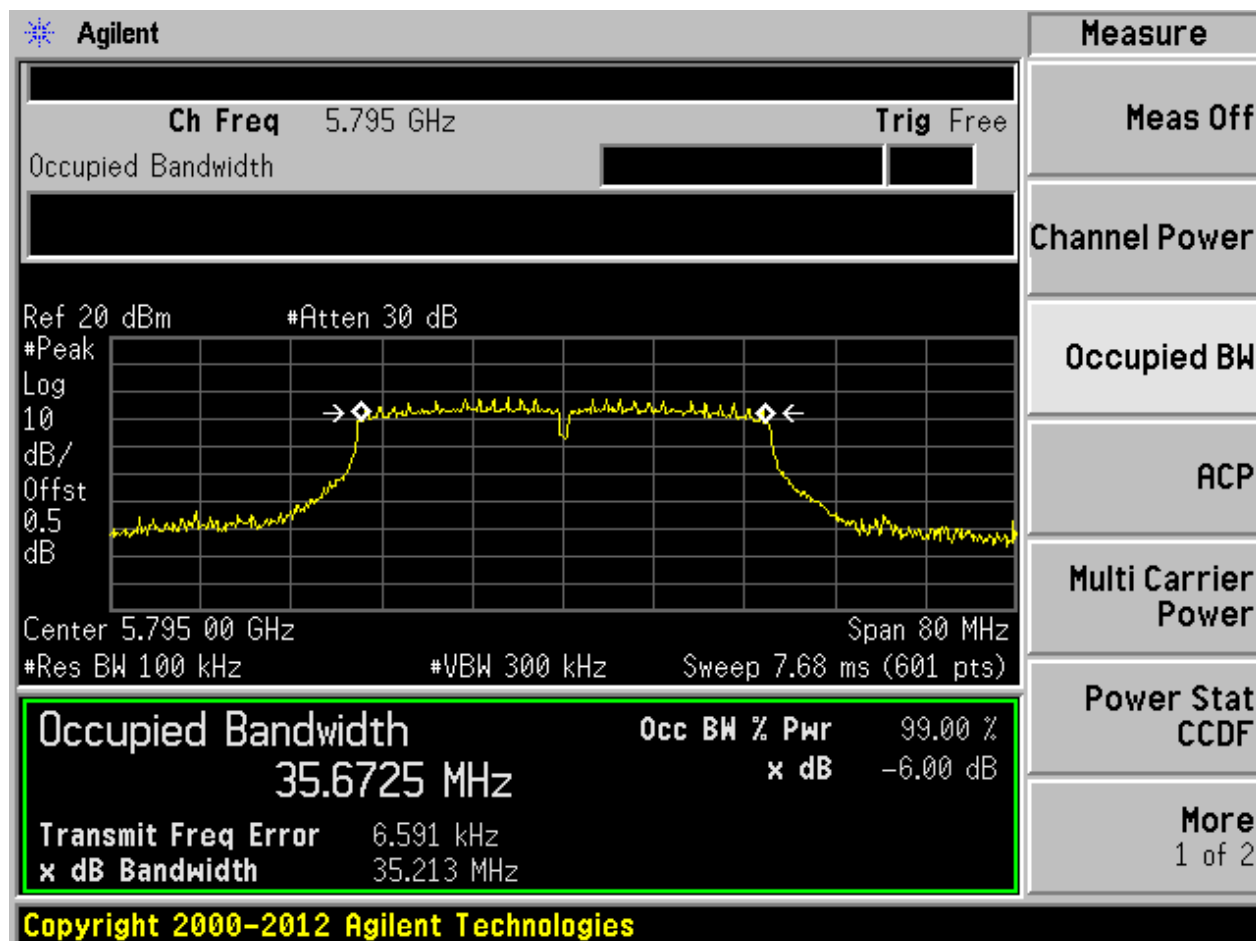 Agilent
Measure
Ch Freq 5.795 GHz Trig Free
Occupied Bandwidth
Meas Off
Channel Power
Occupied BW
ACP
Multi Carrier
Power
Power Stat
CCDF
More
1 of 2
Ref 20 dBm #Atten 30 dB
#Peak
Log
10
dB/
Offst
0.5
dB
Center 5.795 00 GHz Span 80 MHz
#Res BW 100 kHz #VBW 300 kHz Sweep 7.68 ms (601 pts)
Occupied Bandwidth
35.6725 MHz
Occ BW % Pwr 99.00 %
x dB -6.00 dB
Transmit Freq Error 6.591 kHz
x dB Bandwidth 35.213 MHz
Copyright 2000-2012 Agilent Technologies